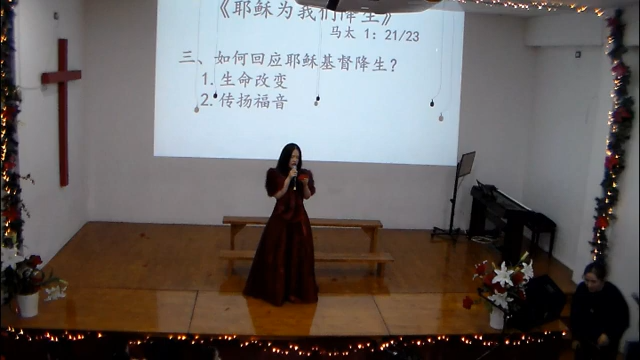 《耶稣为我们降生》
马太 1：21/23
三、如何回应耶稣基督降生？
1. 生命改变
2. 传扬福音